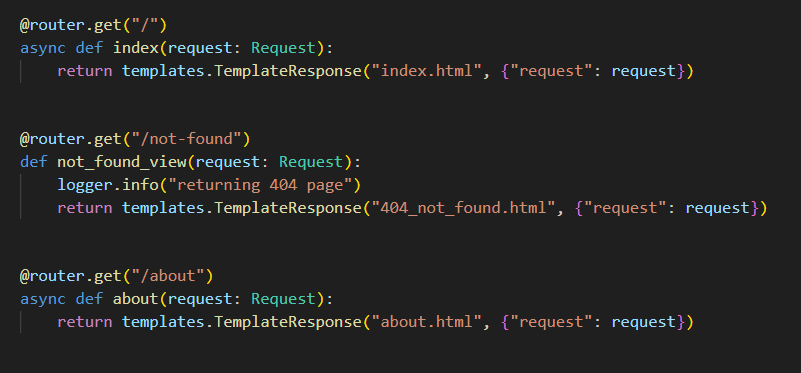 @router.get("/")
async def index(request: Request):
    return templates.TemplateResponse("index.html", {"request": request})
@router.get("/not-found")
def not_found_view(request: Request):
    logger.info("returning 404 page")
    return templates.TemplateResponse("404_not_found.html", {"request": request})
@router.get("/about")
async def about(request: Request):
    return templates.TemplateResponse("about.html", {"request": request})